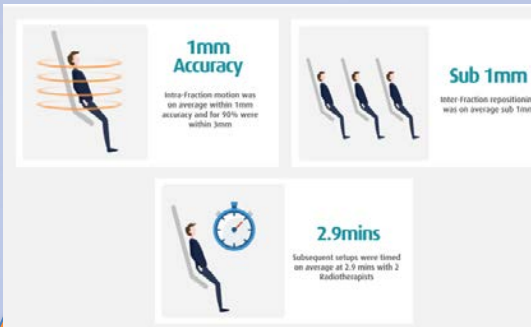 1mm
Accuracy
Intra-Fraction motion was
on average within 1mm
accuracy and for 90% were
within 3mm
Sub 1mm
Inter-Fraction repositioning
was on average sub 1mm
2.9mins
Subsequent setups were timed
on average at 2.9 mins with 2
Radiotherapists